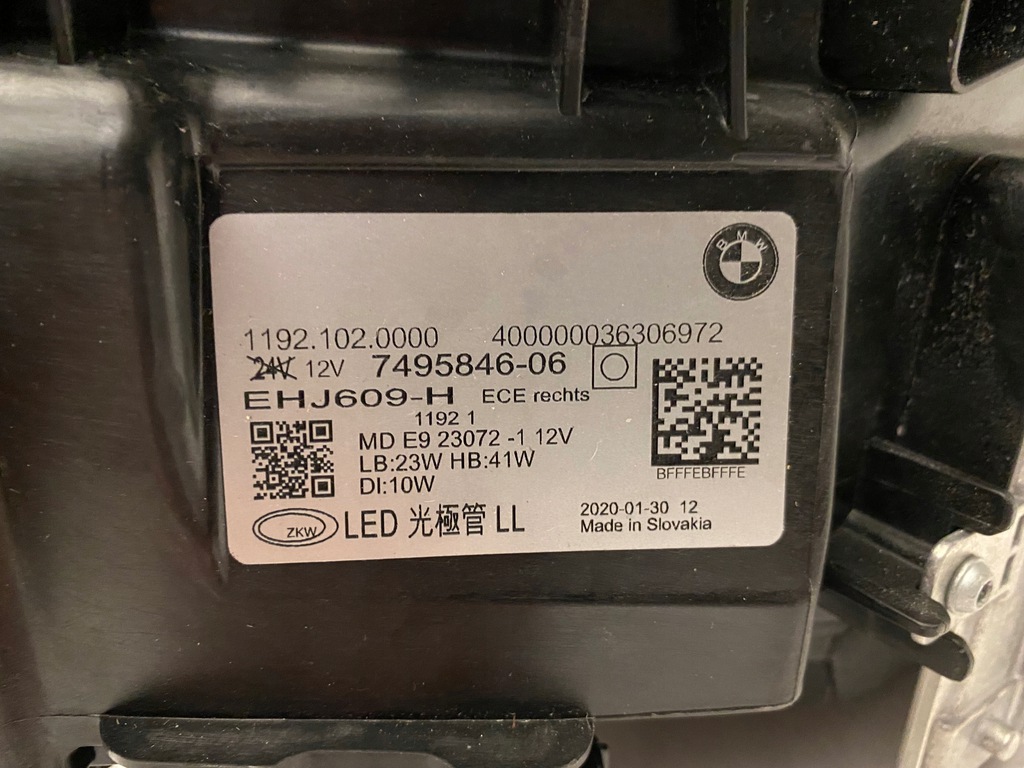 BMW
1192.102.0000 400000036306972
24V 12V 7495846-06
EHJ609-H ECE rechts
1192 1
MD E9 23072 -1 12V
LB:23W HB:41W
DI:10W
BFFFEBFFFE
ZKW LED 光極管 LL
2020-01-30 12
Made in Slovakia